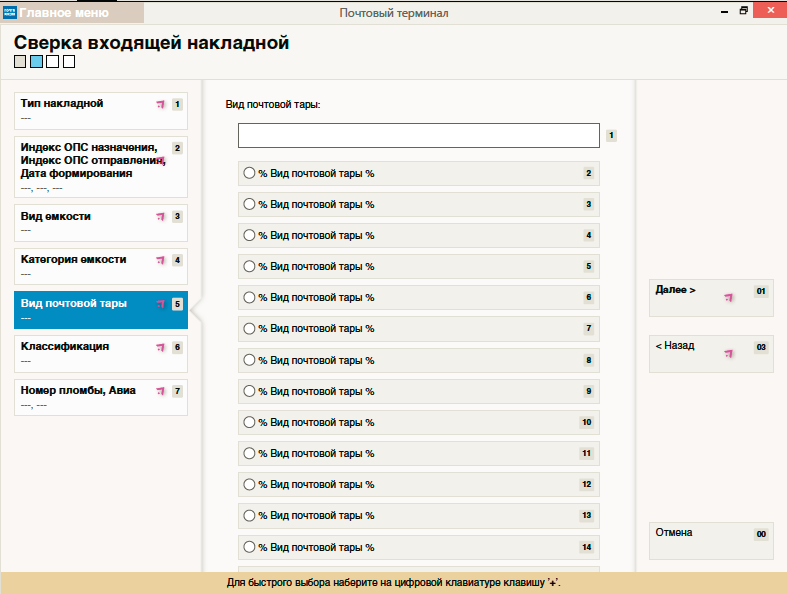 Главное меню
Почтовый терминал
Сверка входящей накладной
Тип накладной 1
---
Индекс ОПС назначения, 2
Индекс ОПС отправления,
Дата формирования
---, ---, ---
Вид емкости 3
---
Категория емкости 4
---
Вид почтовой тары 5
---
Классификация 6
---
Номер пломбы, Авиа 7
---, ---
Вид почтовой тары:
1
% Вид почтовой тары % 2
% Вид почтовой тары % 3
% Вид почтовой тары % 4
% Вид почтовой тары % 5
% Вид почтовой тары % 6
% Вид почтовой тары % 7
% Вид почтовой тары % 8
% Вид почтовой тары % 9
% Вид почтовой тары % 10
% Вид почтовой тары % 11
% Вид почтовой тары % 12
% Вид почтовой тары % 13
% Вид почтовой тары % 14
Далее > 01
< Назад 03
Отмена 00
Для быстрого выбора наберите на цифровой клавиатуре клавишу '+'.